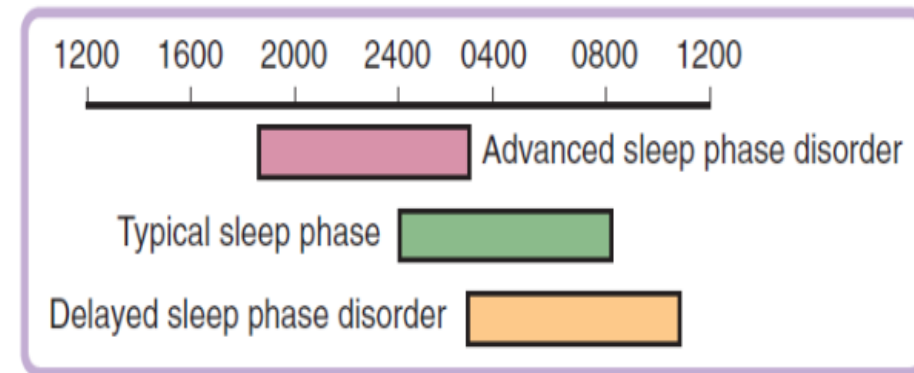 1200 1600 2000 2400 0400 0800 1200
Advanced sleep phase disorder
Typical sleep phase
Delayed sleep phase disorder